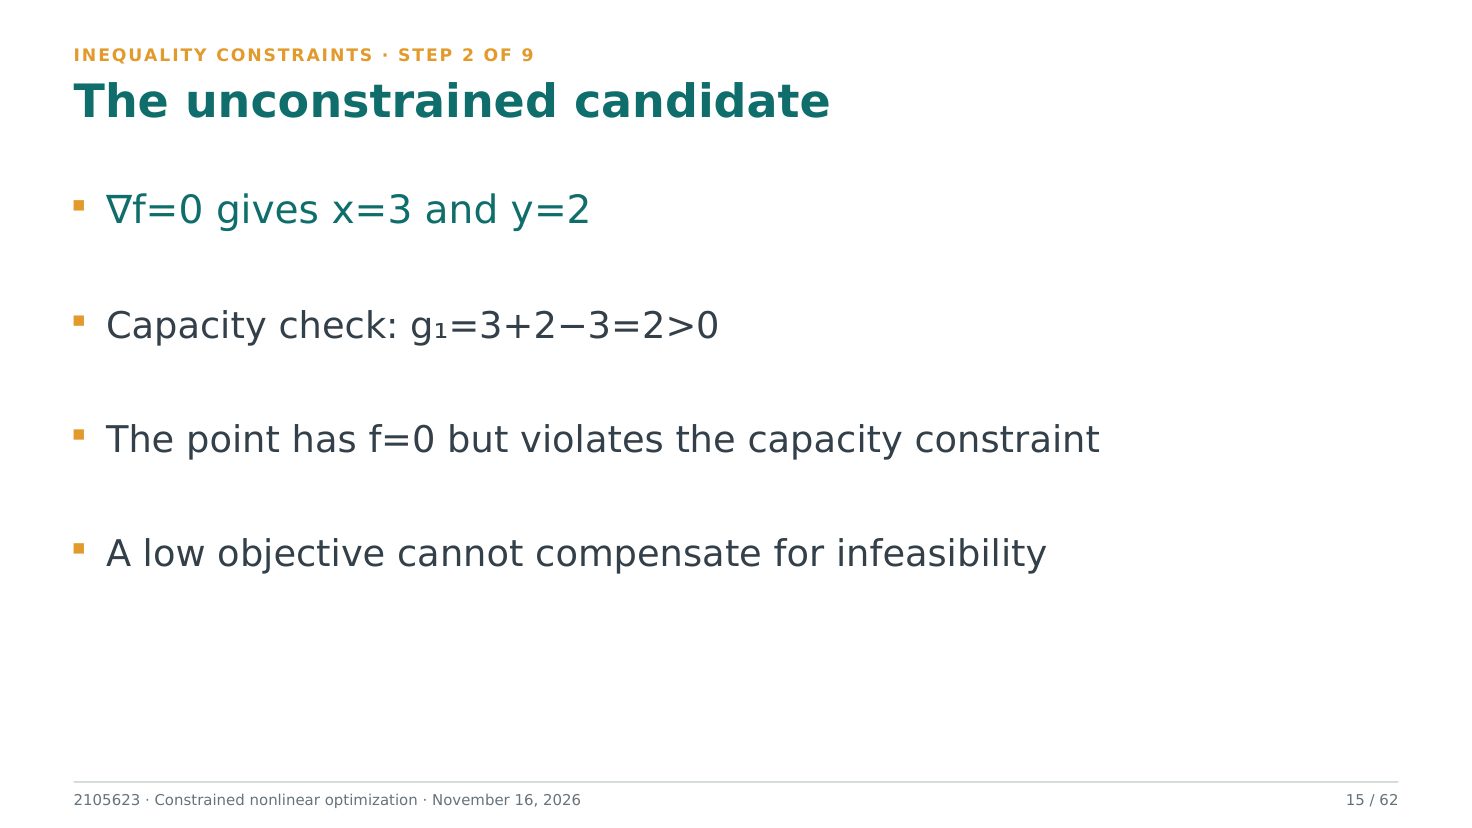 INEQUALITY CONSTRAINTS · STEP 2 OF 9
The unconstrained candidate
▪ ∇f=0 gives x=3 and y=2
▪ Capacity check: g₁=3+2−3=2>0
▪ The point has f=0 but violates the capacity constraint
▪ A low objective cannot compensate for infeasibility
2105623 · Constrained nonlinear optimization · November 16, 2026
15 / 62